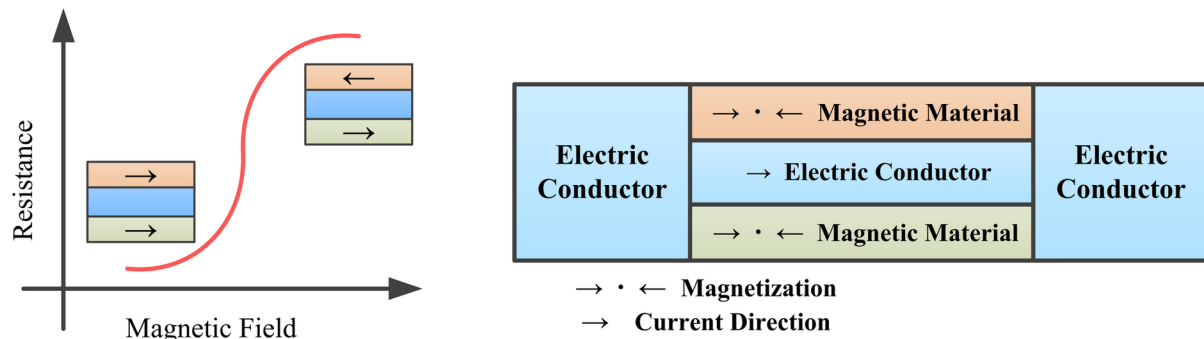 Resistance
Magnetic Field
→
→
←
→
Electric
Conductor
→ · ← Magnetic Material
→ Electric Conductor
→ · ← Magnetic Material
Electric
Conductor
→ · ← Magnetization
→ Current Direction